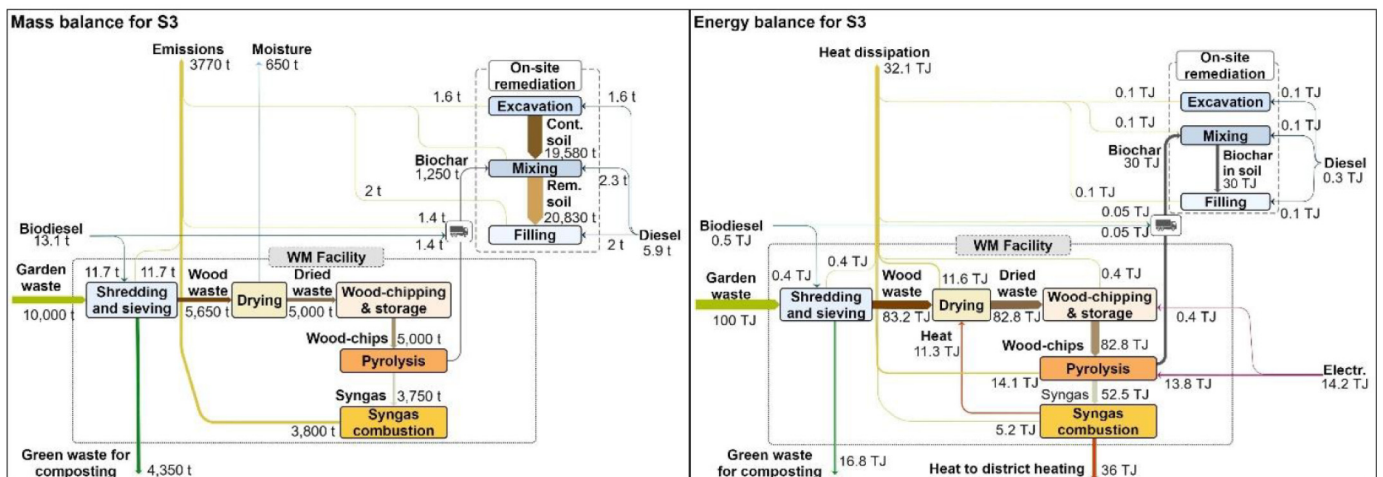 Mass balance for S3
Emissions
3770 t
Moisture
650 t
On-site
remediation
1.6 t
Excavation
1.6 t
Cont.
soil
19,580 t
Biochar
1,250 t
Mixing
2.3 t
Rem.
soil
2 t
20,830 t
1.4 t
Biodiesel
13.1 t
1.4 t
Filling
2 t
Diesel
5.9 t
WM Facility
Garden
waste
10,000 t
11.7 t
11.7 t
Shredding
and sieving
Wood
waste
5,650 t
Drying
Dried
waste
5,000 t
Wood-chipping
& storage
Wood-chips
5,000 t
Pyrolysis
Syngas
3,750 t
Syngas
combustion
3,800 t
Green waste for
composting
4,350 t
Energy balance for S3
Heat dissipation
32.1 TJ
On-site
remediation
0.1 TJ
Excavation
0.1 TJ
0.1 TJ
Mixing
0.1 TJ
Biochar
30 TJ
Biochar
in soil
30 TJ
Diesel
0.3 TJ
0.1 TJ
Filling
0.1 TJ
0.05 TJ
0.05 TJ
Biodiesel
0.5 TJ
WM Facility
Garden
waste
100 TJ
0.4 TJ
0.4 TJ
Shredding
and sieving
Wood
waste
83.2 TJ
11.6 TJ
Drying
Dried
waste
82.8 TJ
0.4 TJ
Wood-chipping
& storage
0.4 TJ
Heat
11.3 TJ
Wood-chips
82.8 TJ
Pyrolysis
14.1 TJ
13.8 TJ
Electr.
14.2 TJ
Syngas
52.5 TJ
Syngas
combustion
5.2 TJ
Green waste
for composting
16.8 TJ
Heat to district heating
36 TJ